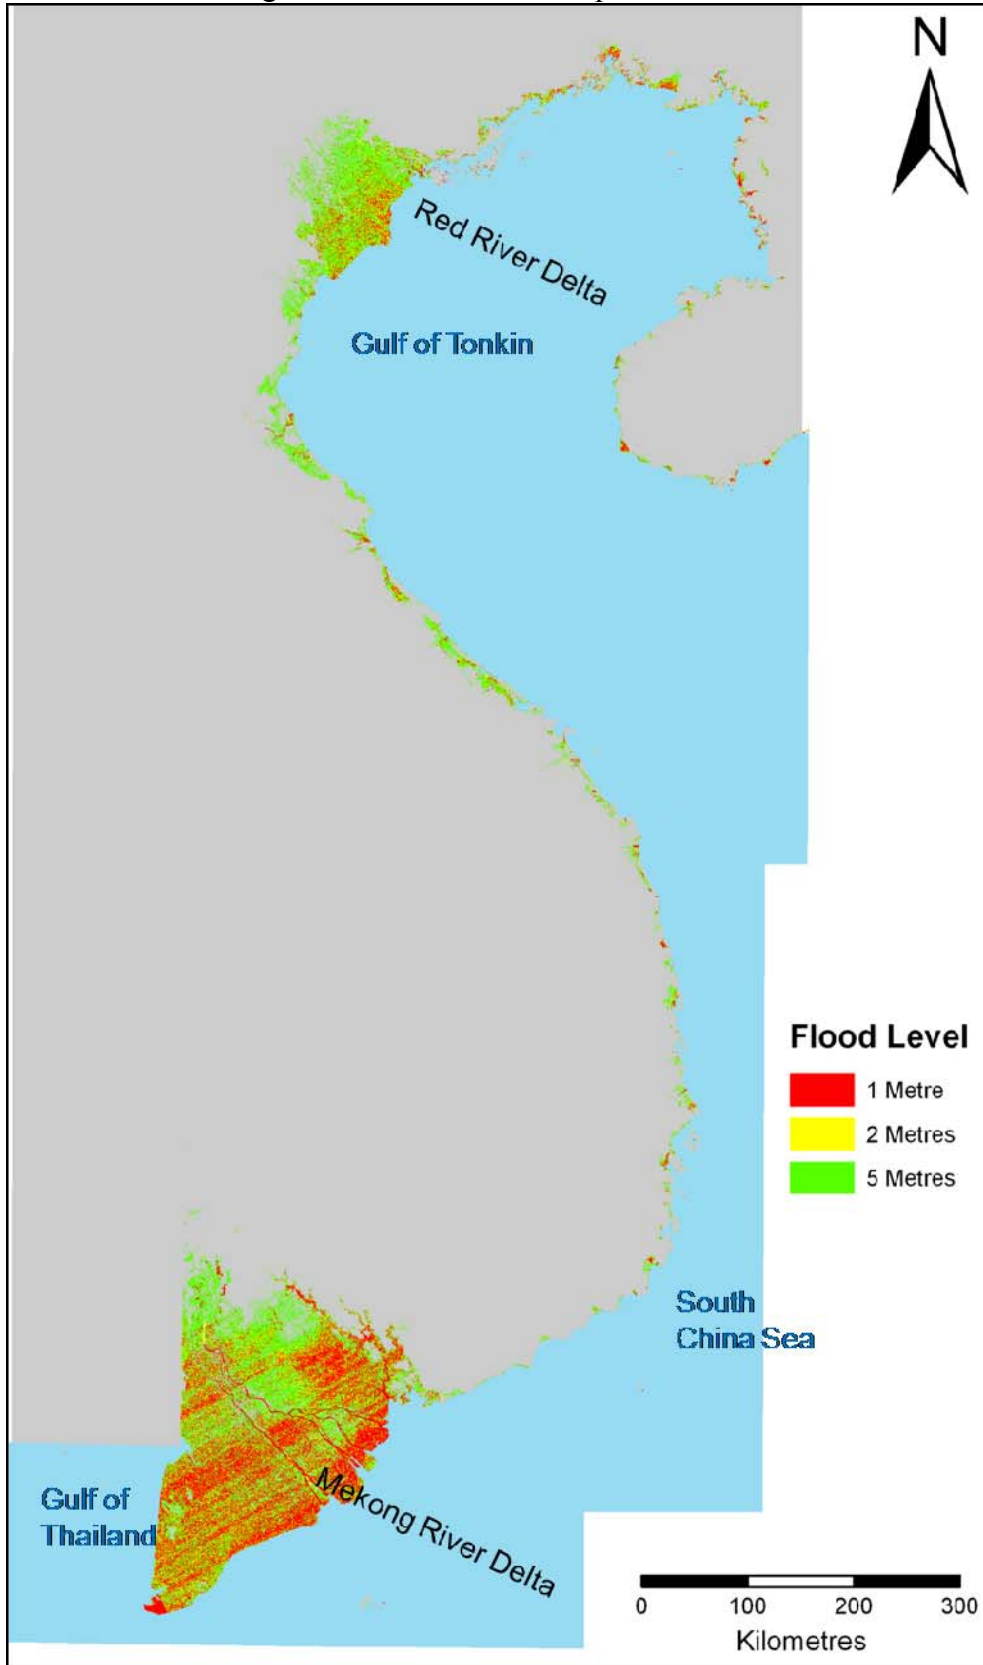 N
Red River Delta
Gulf of Tonkin
Flood Level
1 Metre
2 Metres
5 Metres
South
China Sea
Gulf of
Thailand
Mekong River Delta
0 100 200 300
Kilometres